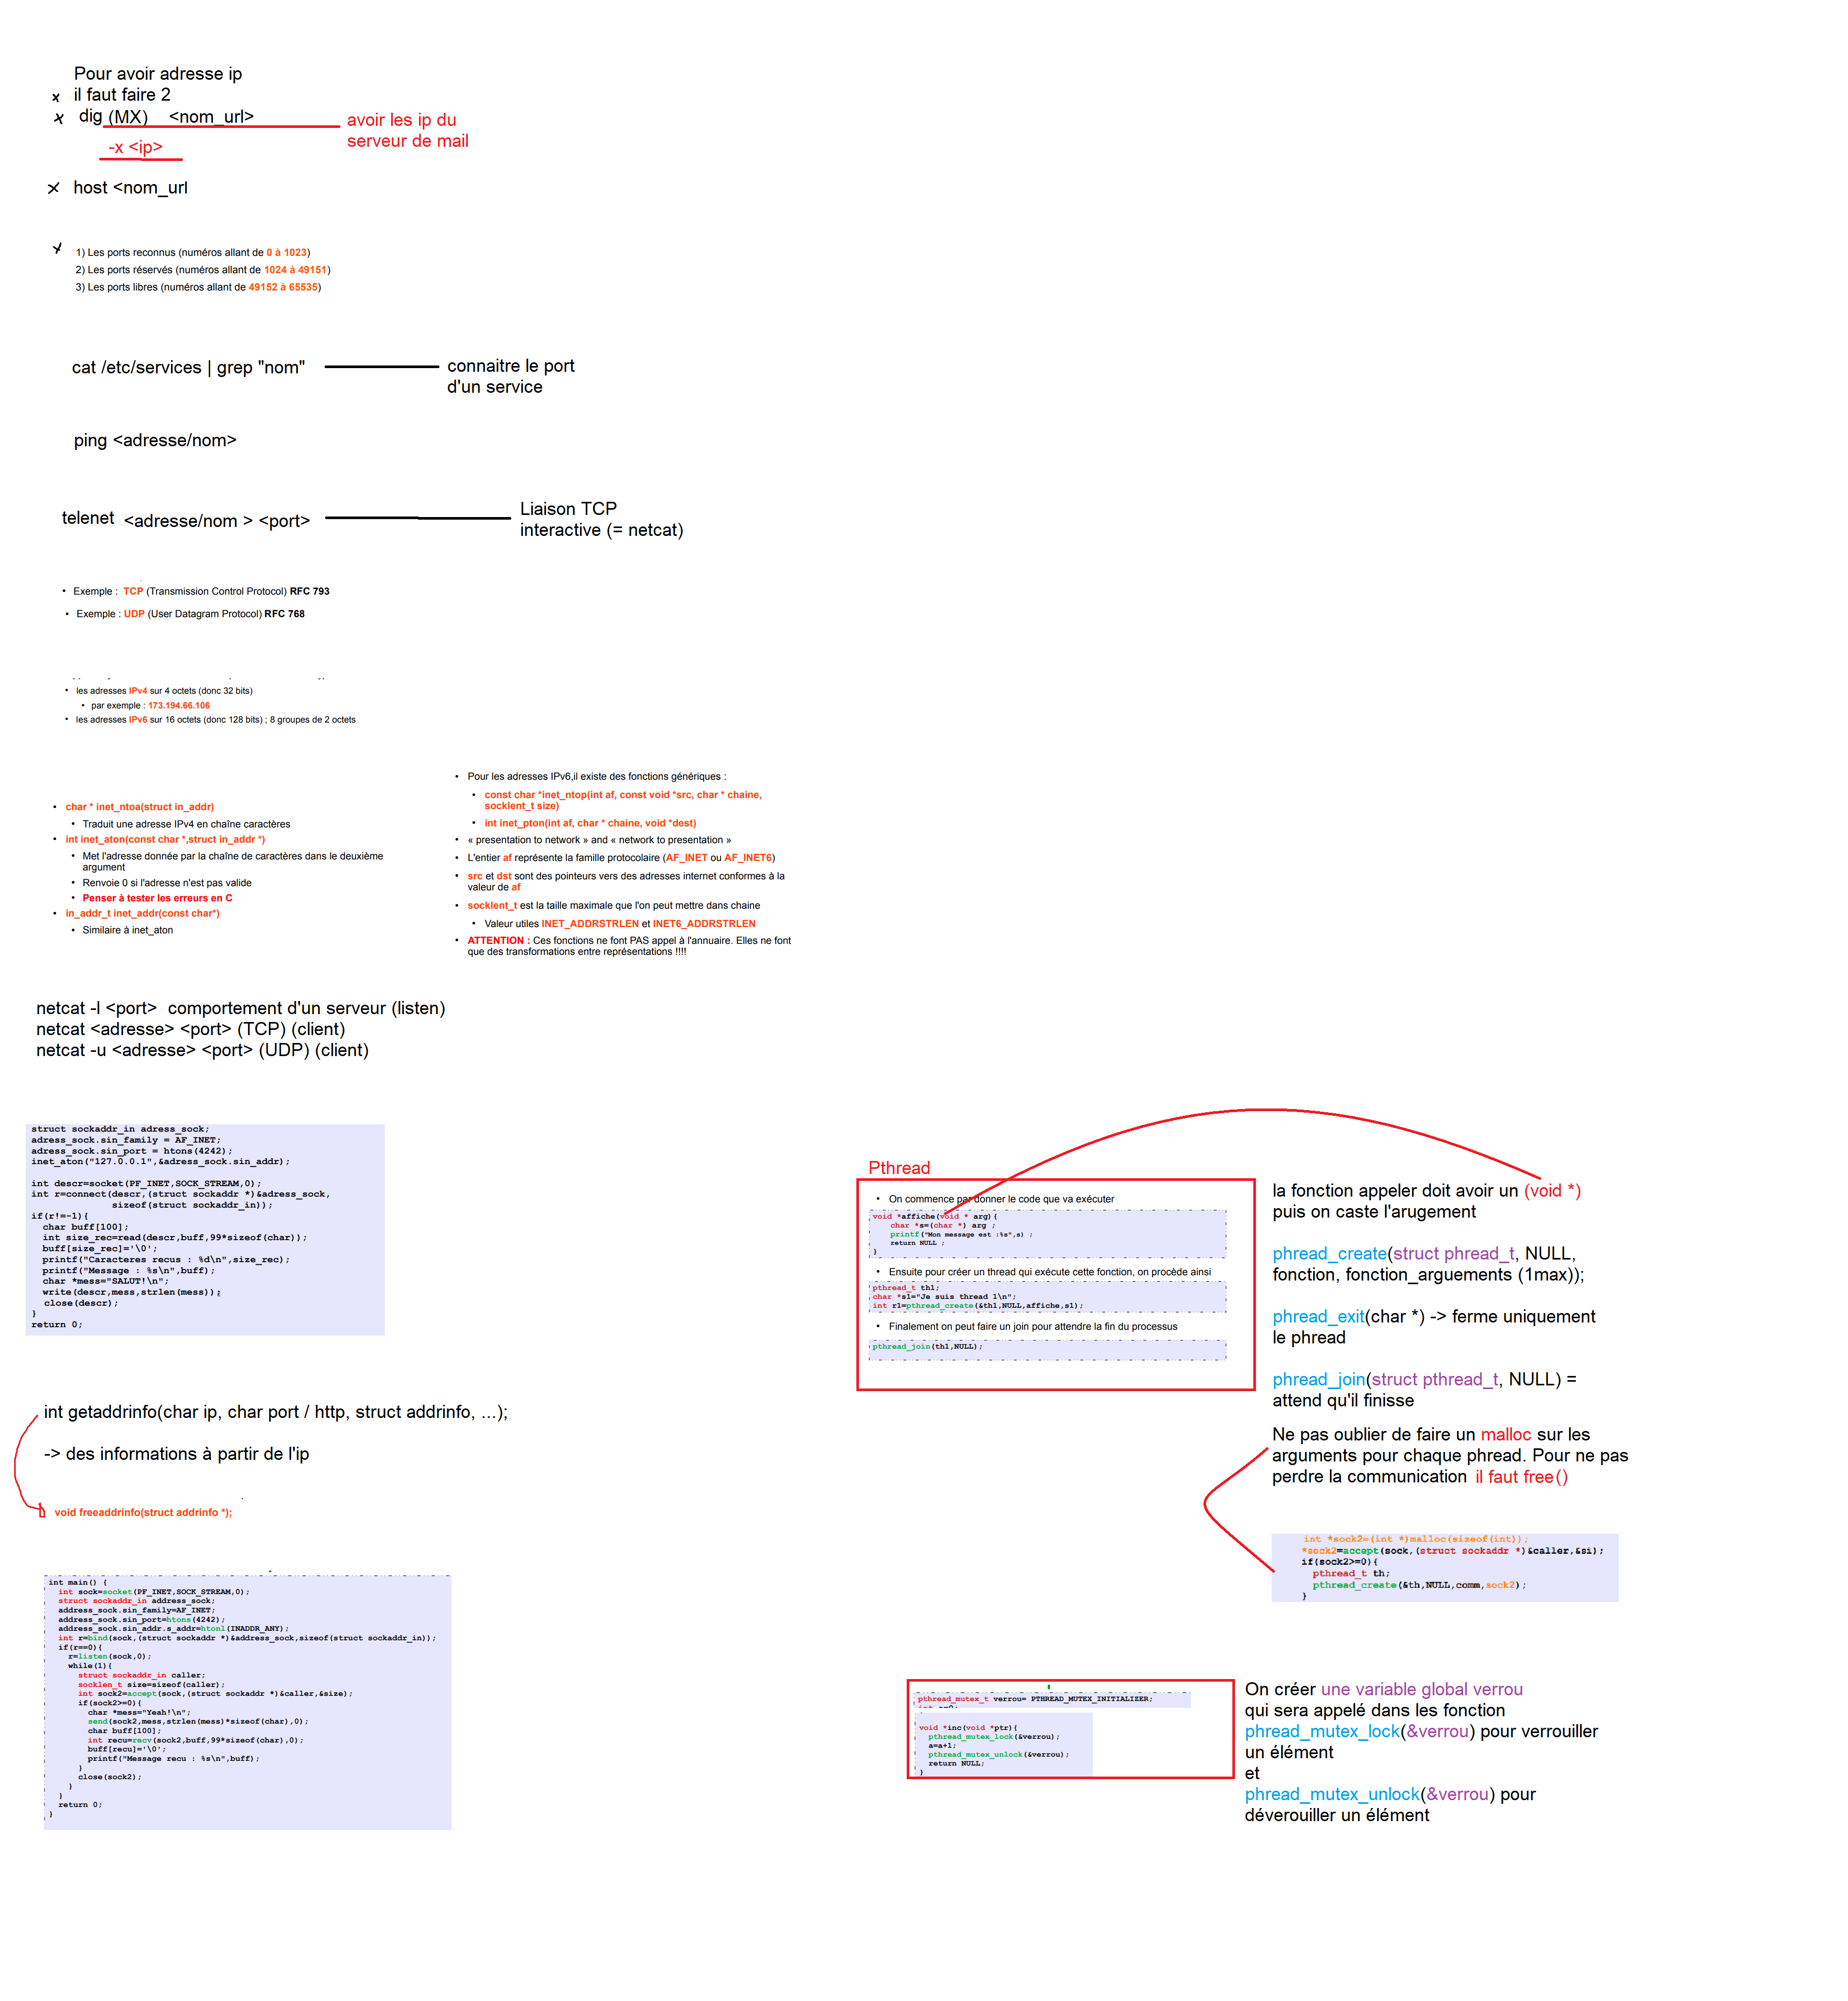 Pour avoir adresse ip
il faut faire 2
dig (MX) <nom_url>
avoir les ip du
serveur de mail
-x <ip>
host <nom_url
1) Les ports reconnus (numéros allant de 0 à 1023)
2) Les ports réservés (numéros allant de 1024 à 49151)
3) Les ports libres (numéros allant de 49152 à 65535)
cat /etc/services | grep "nom"
connaitre le port
d'un service
ping <adresse/nom>
telenet <adresse/nom > <port>
Liaison TCP
interactive (= netcat)
• Exemple : TCP (Transmission Control Protocol) RFC 793
• Exemple : UDP (User Datagram Protocol) RFC 768
• les adresses IPv4 sur 4 octets (donc 32 bits)
• par exemple : 173.194.66.106
• les adresses IPv6 sur 16 octets (donc 128 bits) ; 8 groupes de 2 octets
• char * inet_ntoa(struct in_addr)
• Traduit une adresse IPv4 en chaîne caractères
• int inet_aton(const char *,struct in_addr *)
• Met l'adresse donnée par la chaîne de caractères dans le deuxième
argument
• Renvoie 0 si l'adresse n'est pas valide
• Penser à tester les erreurs en C
• in_addr_t inet_addr(const char*)
• Similaire à inet_aton
• Pour les adresses IPv6,il existe des fonctions génériques :
• const char *inet_ntop(int af, const void *src, char * chaine,
socklent_t size)
• int inet_pton(int af, char * chaine, void *dest)
• « presentation to network » and « network to presentation »
• L'entier af représente la famille protocolaire (AF_INET ou AF_INET6)
• src et dst sont des pointeurs vers des adresses internet conformes à la
valeur de af
• socklent_t est la taille maximale que l'on peut mettre dans chaine
• Valeur utiles INET_ADDRSTRLEN et INET6_ADDRSTRLEN
• ATTENTION : Ces fonctions ne font PAS appel à l'annuaire. Elles ne font
que des transformations entre représentations !!!!
netcat -l <port> comportement d'un serveur (listen)
netcat <adresse> <port> (TCP) (client)
netcat -u <adresse> <port> (UDP) (client)
struct sockaddr_in adress_sock;
adress_sock.sin_family = AF_INET;
adress_sock.sin_port = htons(4242);
inet_aton("127.0.0.1",&adress_sock.sin_addr);
int descr=socket(PF_INET,SOCK_STREAM,0);
int r=connect(descr,(struct sockaddr *)&adress_sock,
sizeof(struct sockaddr_in));
if(r!=-1){
char buff[100];
int size_rec=read(descr,buff,99*sizeof(char));
buff[size_rec]='\0';
printf("Caracteres recus : %d\n",size_rec);
printf("Message : %s\n",buff);
char *mess="SALUT!\n";
write(descr,mess,strlen(mess));
close(descr);
}
return 0;
int getaddrinfo(char ip, char port / http, struct addrinfo, ...);
-> des informations à partir de l'ip
void freeaddrinfo(struct addrinfo *);
int main() {
int sock=socket(PF_INET,SOCK_STREAM,0);
struct sockaddr_in address_sock;
address_sock.sin_family=AF_INET;
address_sock.sin_port=htons(4242);
address_sock.sin_addr.s_addr=htonl(INADDR_ANY);
int r=bind(sock,(struct sockaddr *)&address_sock,sizeof(struct sockaddr_in));
if(r==0){
r=listen(sock,0);
while(1){
struct sockaddr_in caller;
socklen_t size=sizeof(caller);
int sock2=accept(sock,(struct sockaddr *)&caller,&size);
if(sock2>=0){
char *mess="Yeah!\n";
send(sock2,mess,strlen(mess)*sizeof(char),0);
char buff[100];
int recu=recv(sock2,buff,99*sizeof(char),0);
buff[recu]='\0';
printf("Message recu : %s\n",buff);
}
close(sock2);
}
}
return 0;
}
Pthread
• On commence par donner le code que va exécuter
void *affiche(void * arg){
char *s=(char *) arg ;
printf("Mon message est :%s",s) ;
return NULL ;
}
• Ensuite pour créer un thread qui exécute cette fonction, on procède ainsi
pthread_t th1;
char *s1="Je suis thread 1\n";
int r1=pthread_create(&th1,NULL,affiche,s1);
• Finalement on peut faire un join pour attendre la fin du processus
pthread_join(th1,NULL);
la fonction appeler doit avoir un (void *)
puis on caste l'arugement
phread_create(struct phread_t, NULL,
fonction, fonction_arguements (1max));
phread_exit(char *) -> ferme uniquement
le phread
phread_join(struct pthread_t, NULL) =
attend qu'il finisse
Ne pas oublier de faire un malloc sur les
arguments pour chaque phread. Pour ne pas
perdre la communication il faut free()
int *sock2=(int *)malloc(sizeof(int));
*sock2=accept(sock,(struct sockaddr *)&caller,&si);
if(sock2>=0){
pthread_t th;
pthread_create(&th,NULL,comm,sock2);
}
pthread_mutex_t verrou= PTHREAD_MUTEX_INITIALIZER;
void *inc(void *ptr){
pthread_mutex_lock(&verrou);
a=a+1;
pthread_mutex_unlock(&verrou);
return NULL;
}
On créer une variable global verrou
qui sera appelé dans les fonction
phread_mutex_lock(&verrou) pour verrouiller
un élément
et
phread_mutex_unlock(&verrou) pour
déverouiller un élément